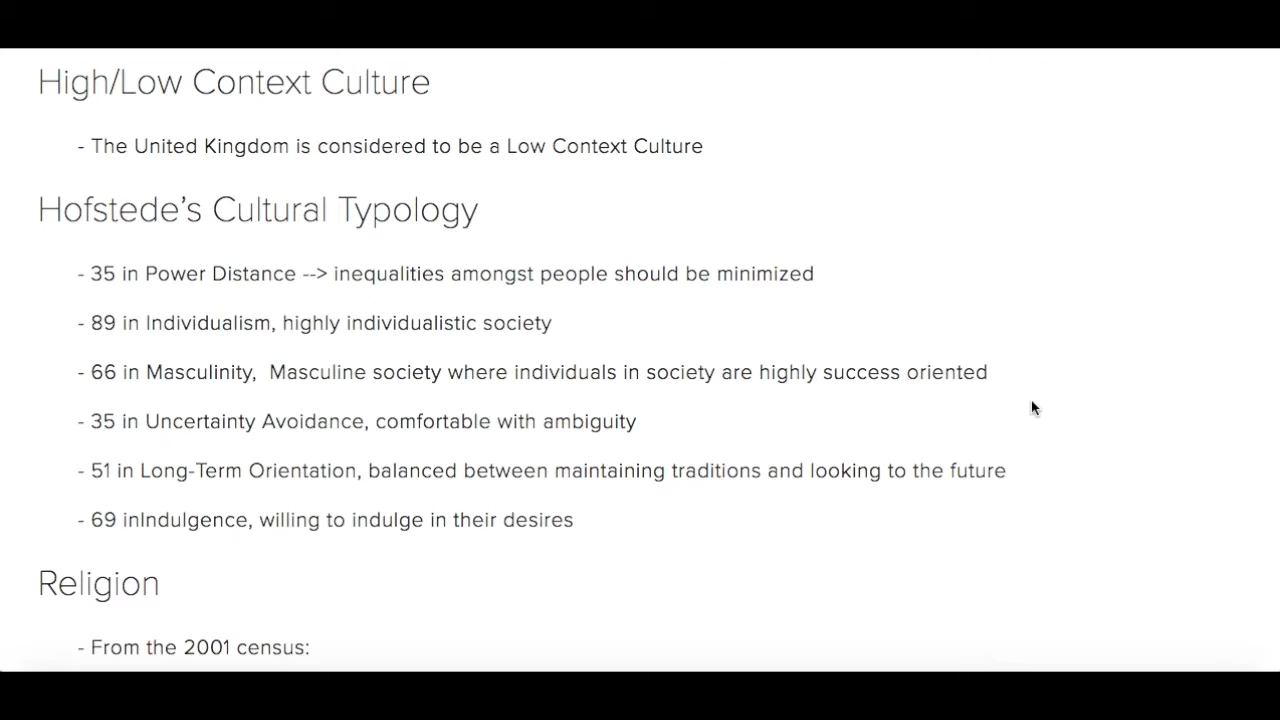 High/Low Context Culture
- The United Kingdom is considered to be a Low Context Culture
Hofstede’s Cultural Typology
- 35 in Power Distance --> inequalities amongst people should be minimized
- 89 in Individualism, highly individualistic society
- 66 in Masculinity,  Masculine society where individuals in society are highly success oriented
- 35 in Uncertainty Avoidance, comfortable with ambiguity
- 51 in Long-Term Orientation, balanced between maintaining traditions and looking to the future
- 69 inIndulgence, willing to indulge in their desires
Religion
- From the 2001 census: